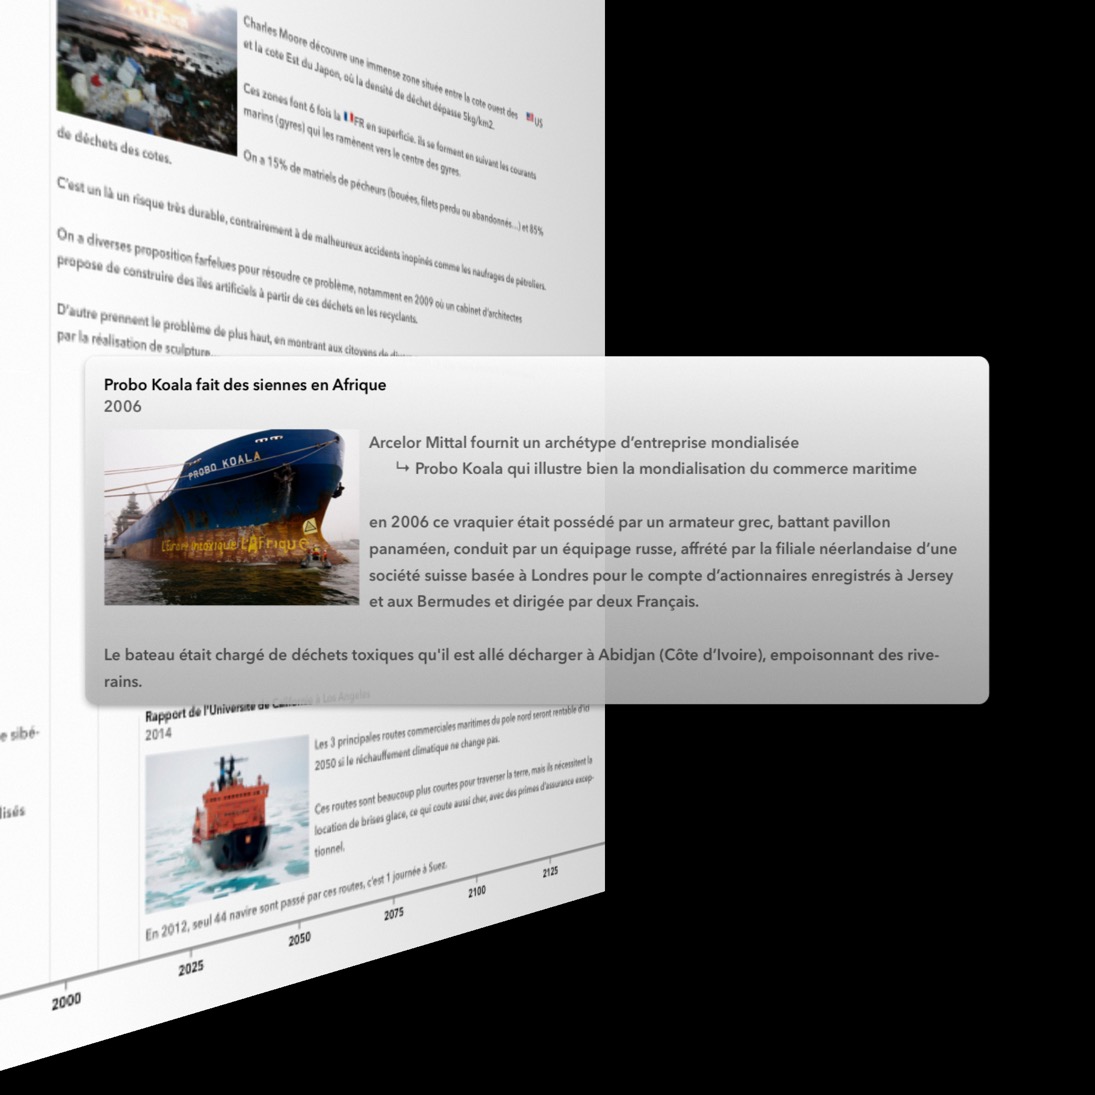 Charles Moore découvre une immense zone située entre la cote ouest des 🇺🇸US
et la cote Est du Japon, où la densité de déchet dépasse 5kg/km2.
Ces zones font 6 fois la 🇫🇷FR en superficie. ils se forment en suivant les courants
marins (gyres) qui les ramènent vers le centre des gyres.
On a 15% de matriels de pécheurs (bouées, filets perdu ou abandonnés...) et 85%
de déchets des cotes.
C'est un là un risque très durable, contrairement à de malheureux accidents inopinés comme les naufrages de pétroliers.
On a diverses proposition farfelues pour résoudre ce problème, notamment en 2009 où un cabinet d'architectes
propose de construire des îles artificiels à partir de ces déchets en les recyclants.
D'autre prennent le problème de plus haut, en montrant aux citoyens
par la réalisation de sculpture...
Probo Koala fait des siennes en Afrique
2006
PROBO KOALA
L'Europe intoxique L'AFrique
Arcelor Mittal fournit un archétype d'entreprise mondialisée
↳ Probo Koala qui illustre bien la mondialisation du commerce maritime
en 2006 ce vraquier était possédé par un armateur grec, battant pavillon
panaméen, conduit par un équipage russe, affrété par la filiale néerlandaise d'une
société suisse basée à Londres pour le compte d'actionnaires enregistrés à Jersey
et aux Bermudes et dirigée par deux Français.
Le bateau était chargé de déchets toxiques qu'il est allé décharger à Abidjan (Côte d'Ivoire), empoisonnant des rive-
rains.
Rapport de l'Université de Californie à Los Angeles
2014
Les 3 principales routes commerciales maritimes du pole nord seront rentable d'ici
2050 si le réchauffement climatique ne change pas.
Ces routes sont beaucoup plus courtes pour traverser la terre, mais ils nécessitent la
location de brises glace, ce qui coute aussi cher, avec des primes d'assurance excep-
tionnel.
En 2012, seul 44 navire sont passé par ces routes, c'est 1 journée à Suez.
e sibé-
lisés
2000
2025
2050
2075
2100
2125